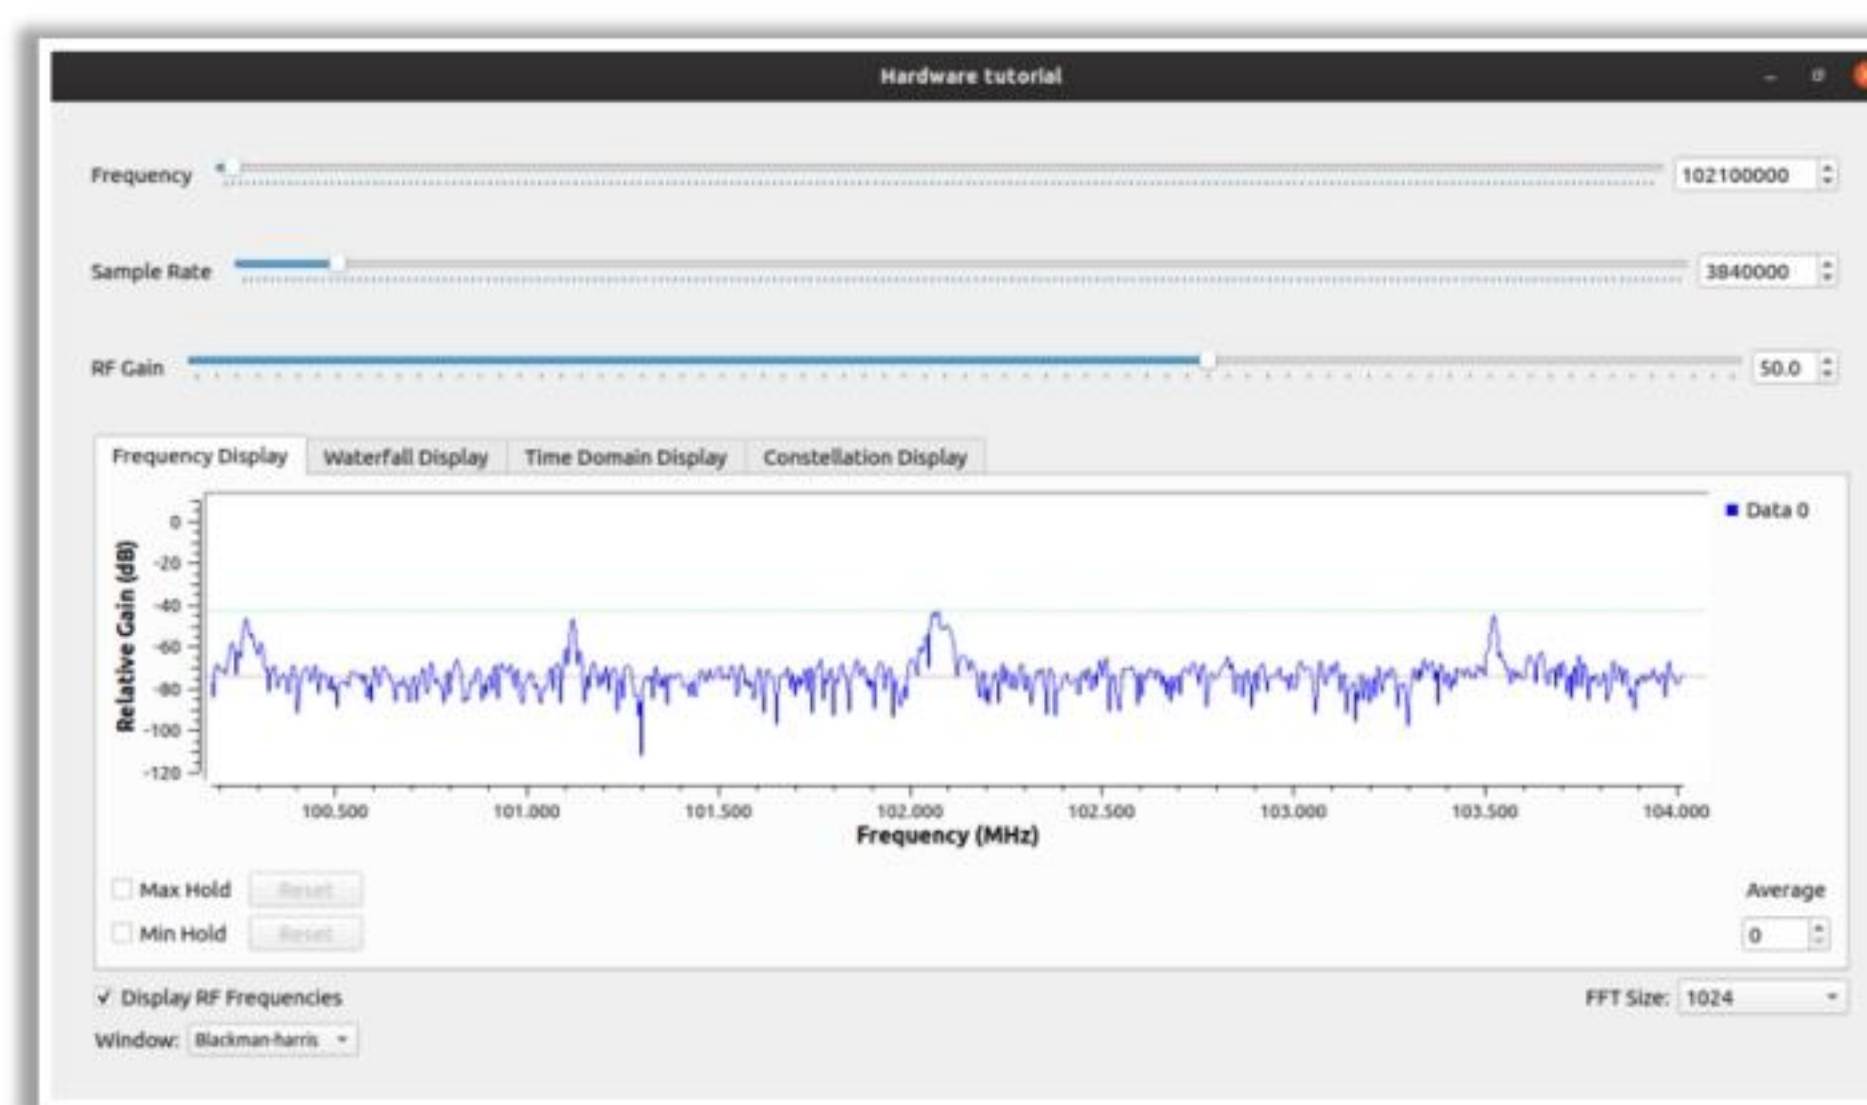 Hardware tutorial
Frequency 102100000
Sample Rate 3840000
RF Gain 50.0
Frequency Display Waterfall Display Time Domain Display Constellation Display
Data 0
Relative Gain (dB)
0
-20
-40
-60
-80
-100
-120
100.500 101.000 101.500 102.000 102.500 103.000 103.500 104.000
Frequency (MHz)
Max Hold Reset Average
Min Hold Reset 0
Display RF Frequencies FFT Size: 1024
Window: Blackman-harris